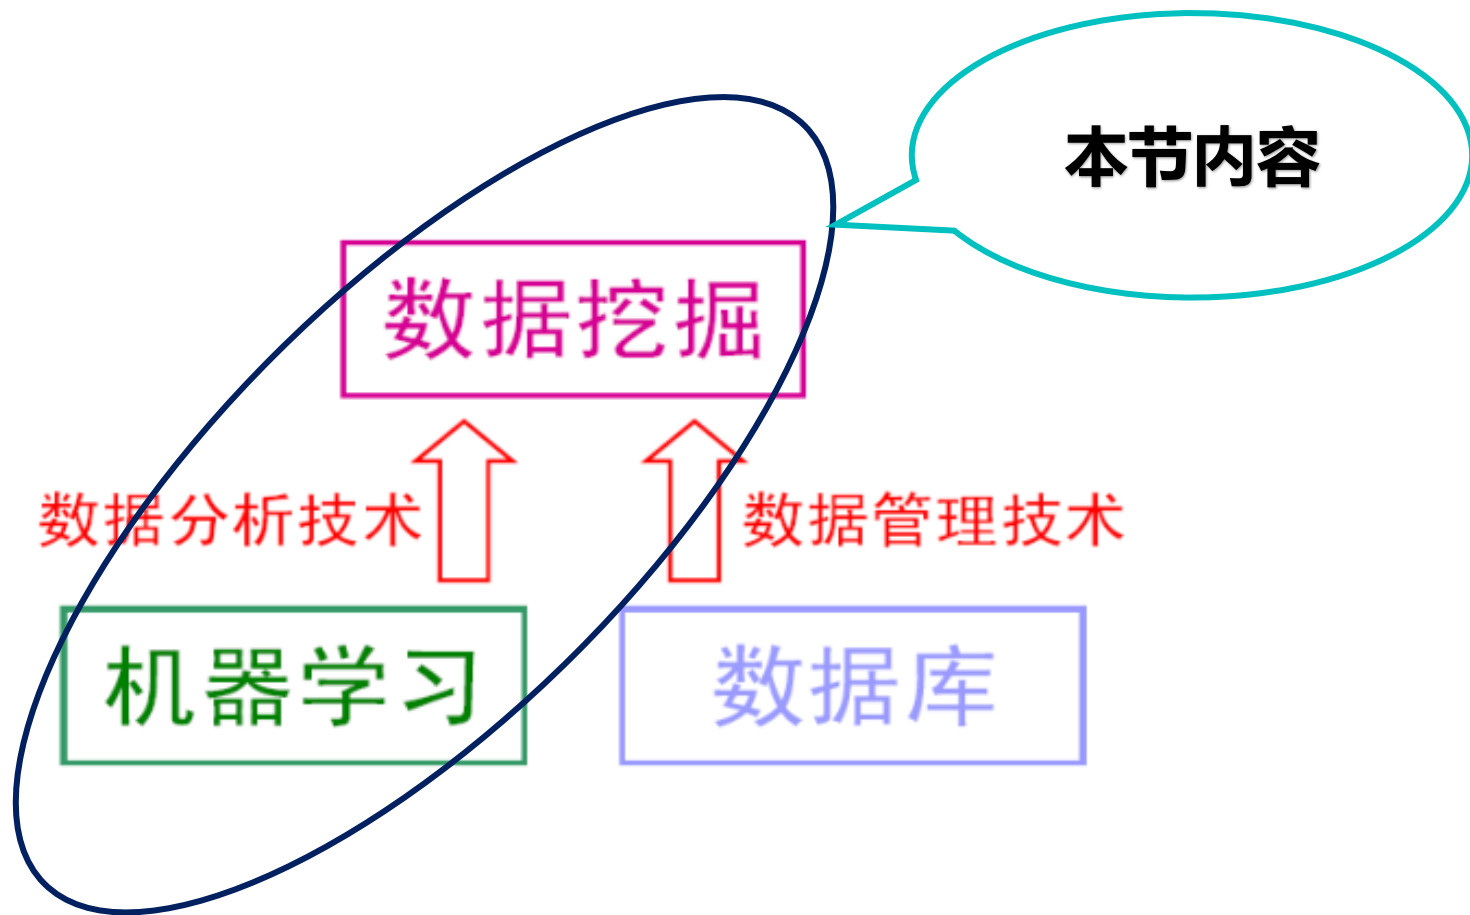 本节内容
数据挖掘
数据分析技术
数据管理技术
机器学习
数据库